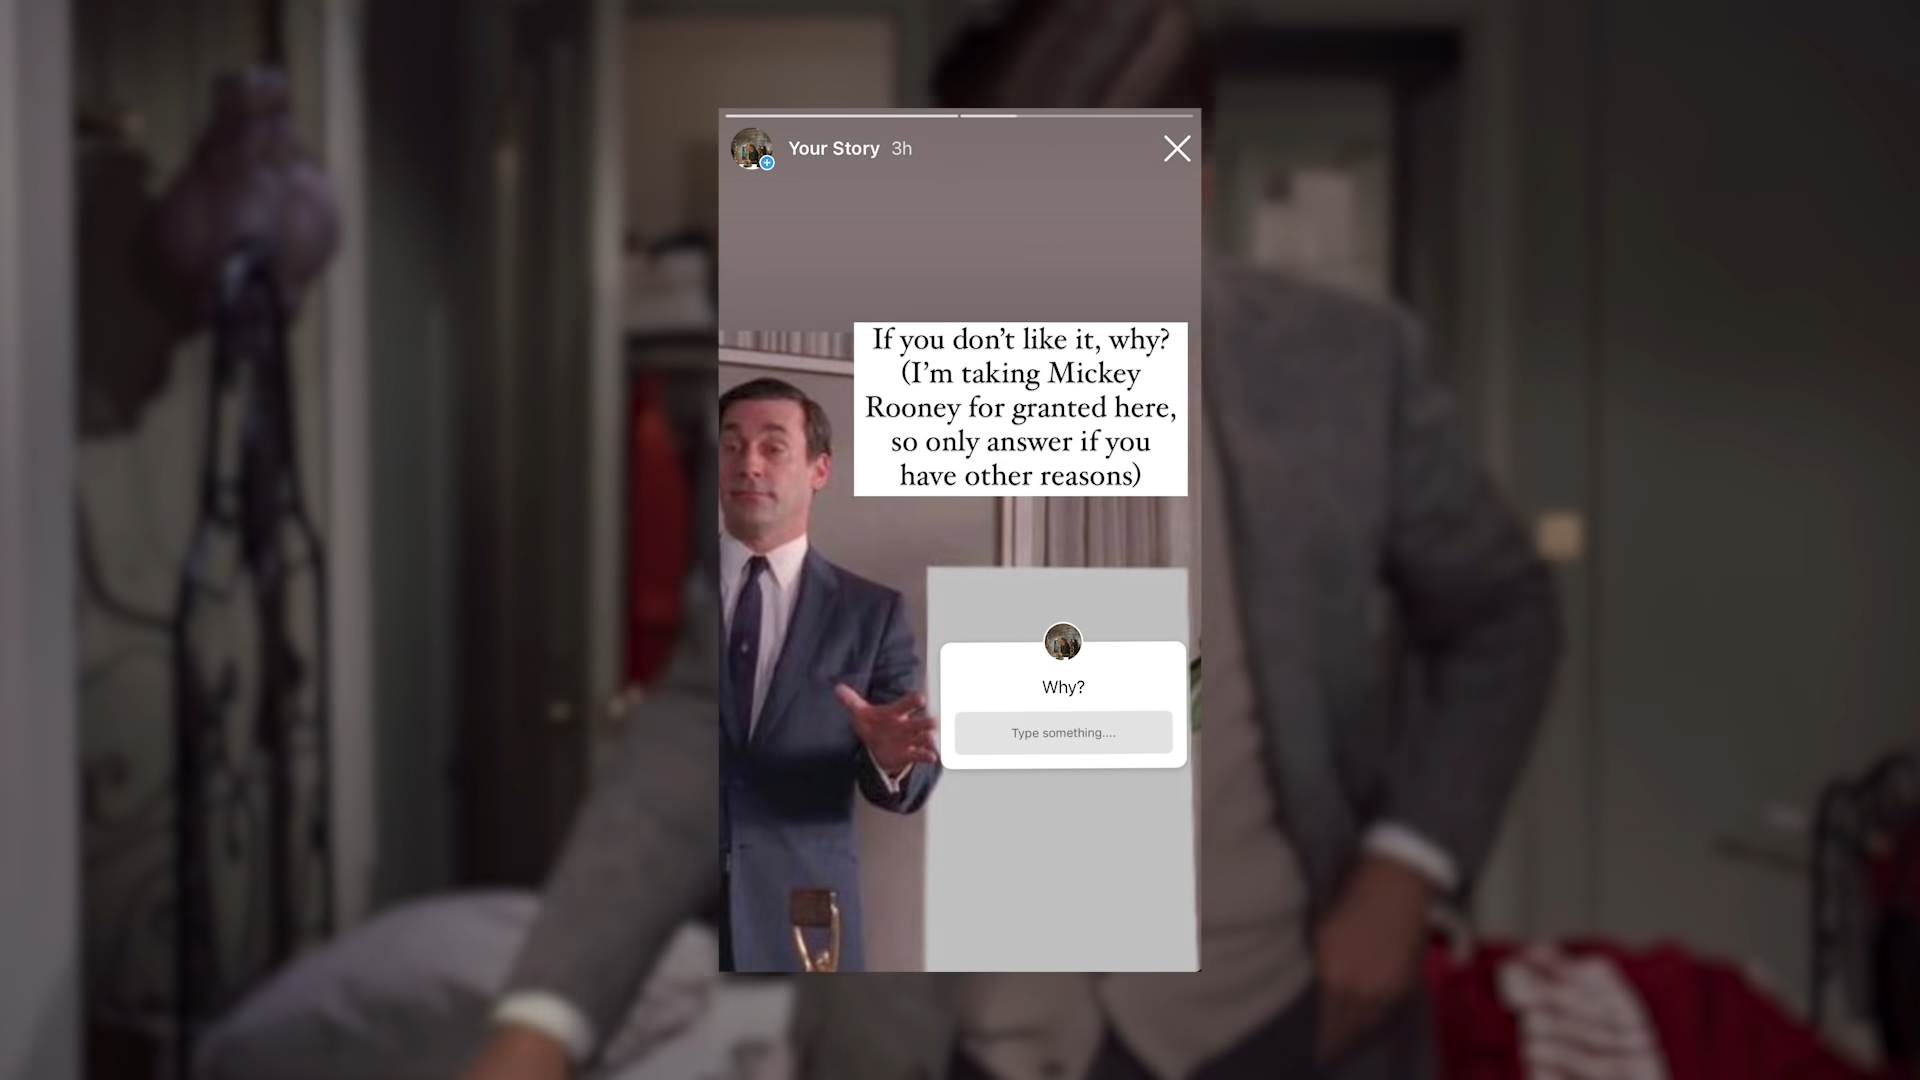 Your Story 3h
If you don't like it, why?
(I'm taking Mickey
Rooney for granted here,
so only answer if you
have other reasons)
Why?
Type something....